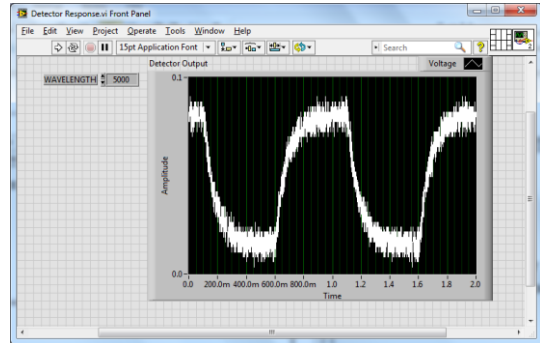 Detector Response.vi Front Panel
File Edit View Project Operate Tools Window Help
15pt Application Font Search
Detector Output Voltage
WAVELENGTH 5000
0.1
Amplitude
0.0
0.0 200.0m 400.0m 600.0m 800.0m 1.0 1.2 1.4 1.6 1.8 2.0
Time